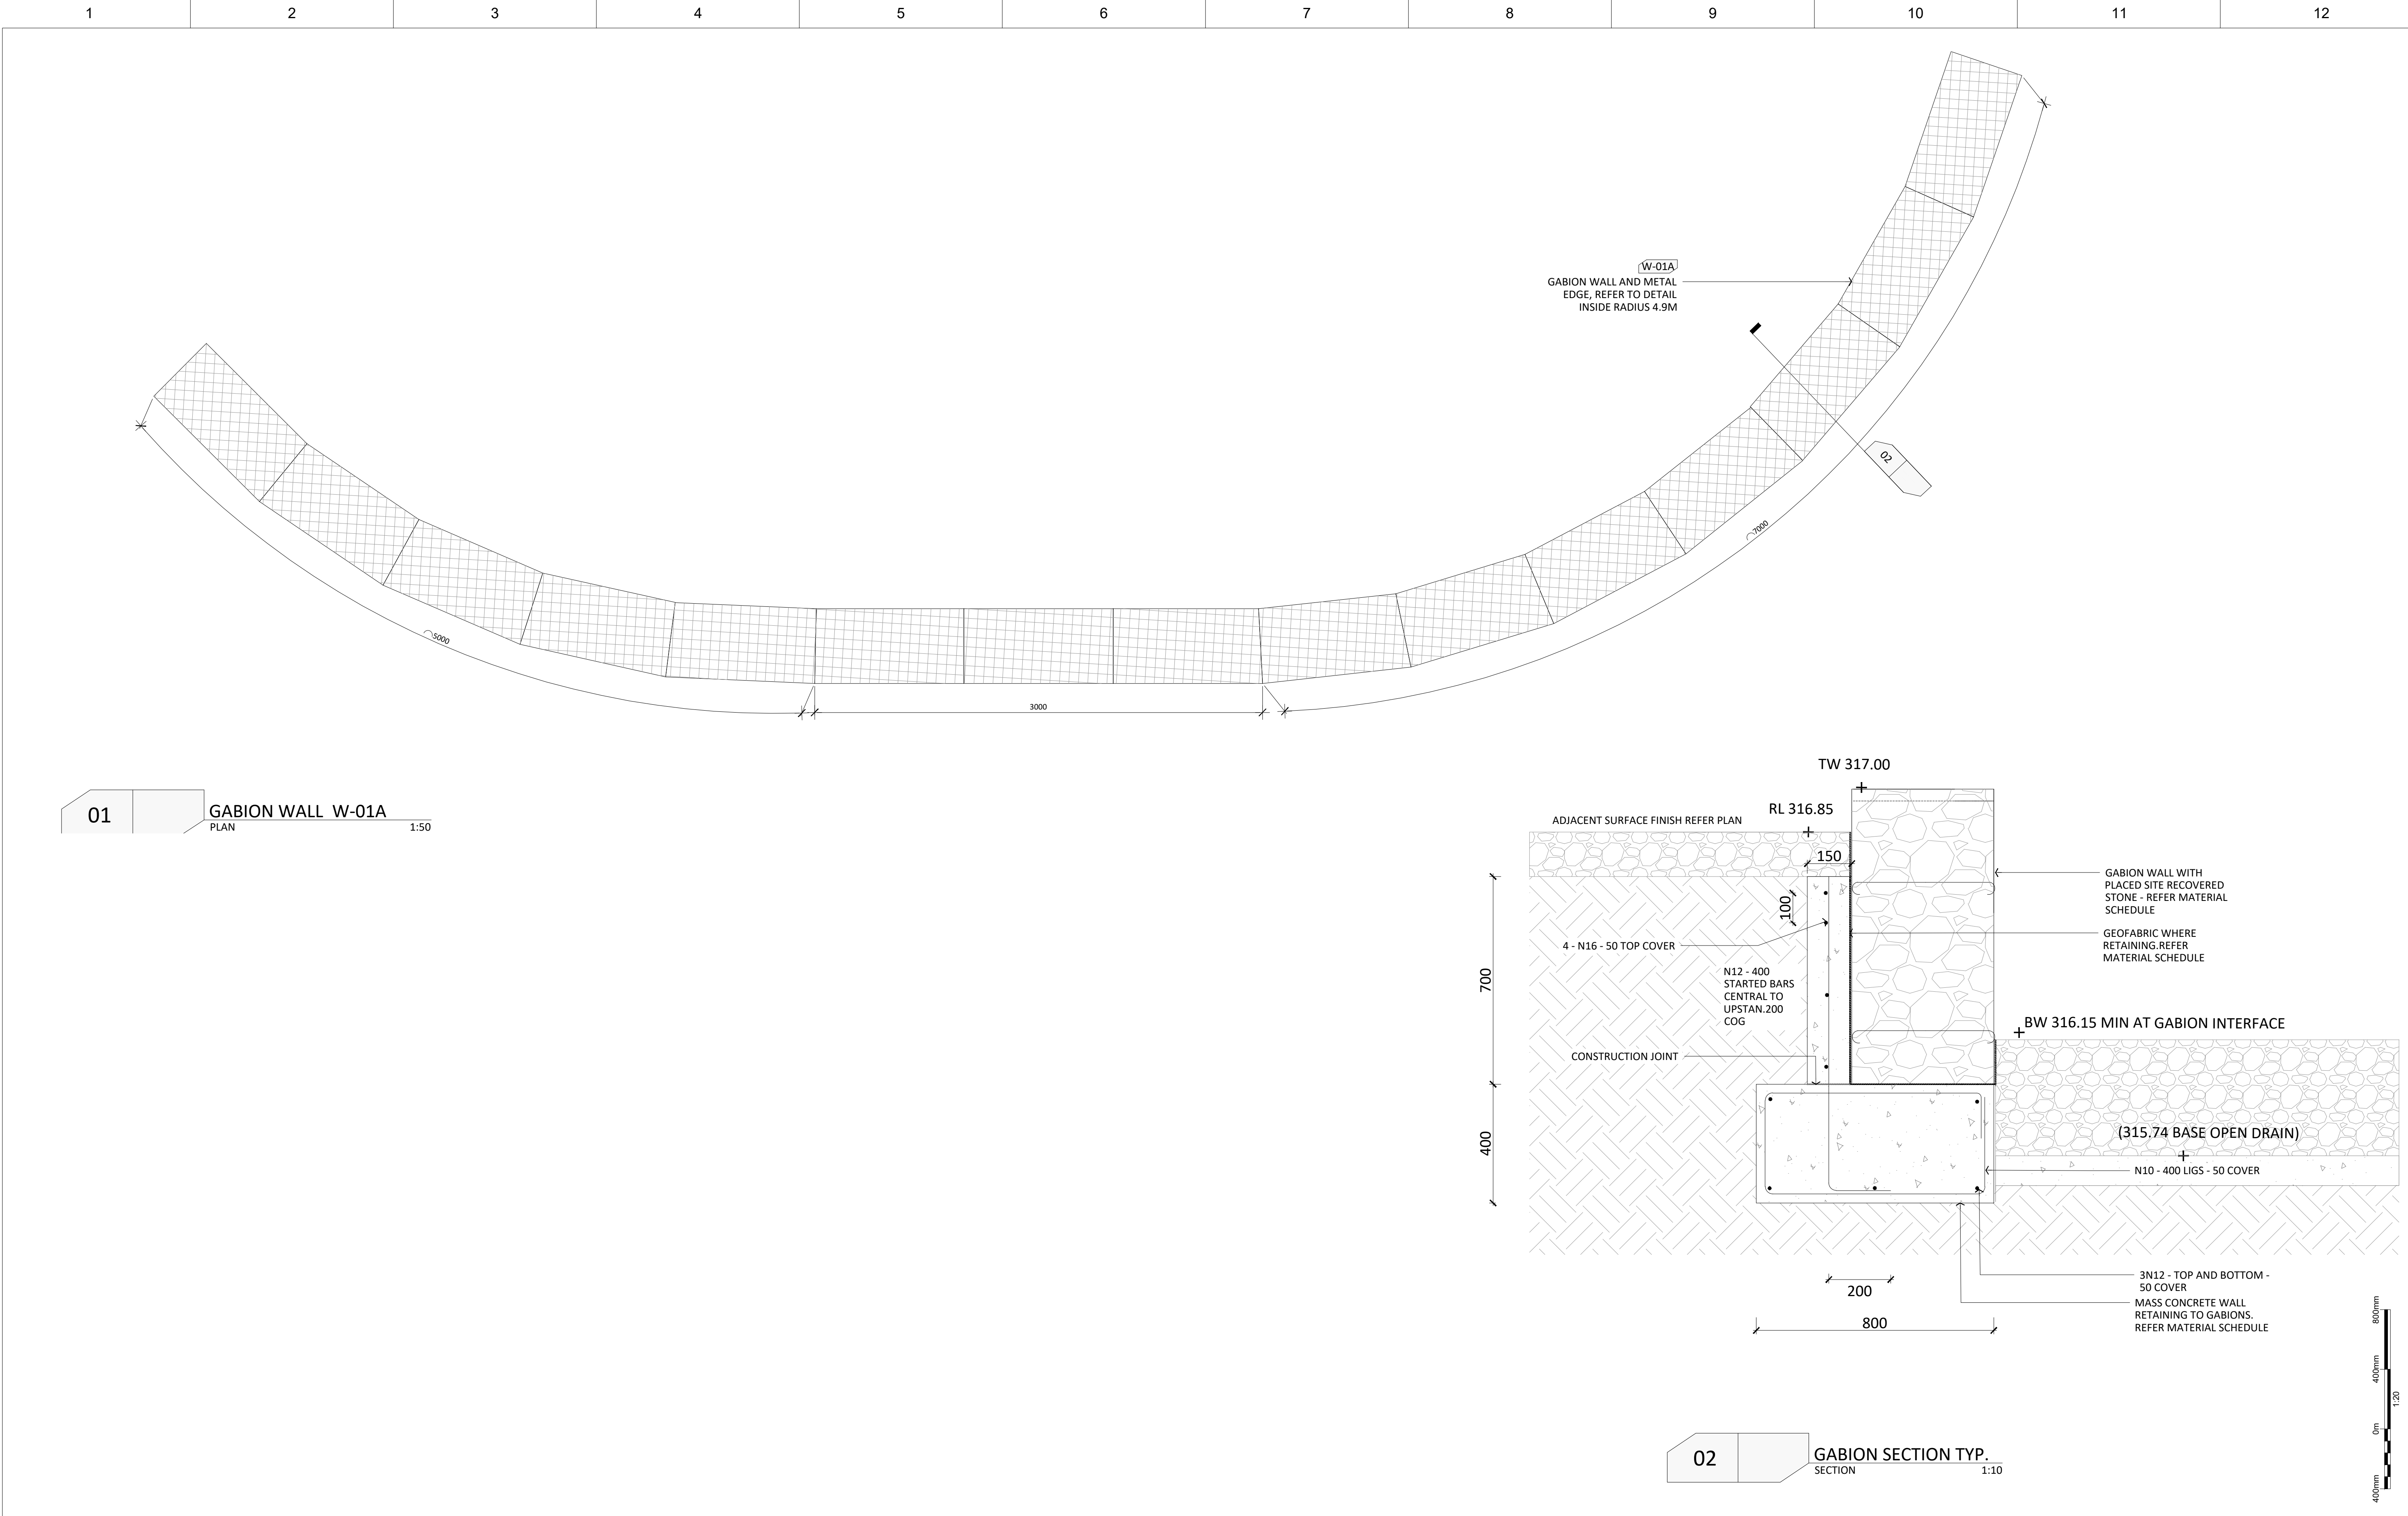 1 2 3 4 5 6 7 8 9 10 11 12
W-01A
GABION WALL AND METAL
EDGE, REFER TO DETAIL
INSIDE RADIUS 4.9M
02
7000
5000
3000
01
GABION WALL W-01A
PLAN 1:50
TW 317.00
RL 316.85
ADJACENT SURFACE FINISH REFER PLAN
150
100
GABION WALL WITH
PLACED SITE RECOVERED
STONE - REFER MATERIAL
SCHEDULE
GEOFABRIC WHERE
RETAINING.REFER
MATERIAL SCHEDULE
4 - N16 - 50 TOP COVER
700
N12 - 400
STARTED BARS
CENTRAL TO
UPSTAN.200
COG
BW 316.15 MIN AT GABION INTERFACE
CONSTRUCTION JOINT
400
(315.74 BASE OPEN DRAIN)
N10 - 400 LIGS - 50 COVER
3N12 - TOP AND BOTTOM -
50 COVER
MASS CONCRETE WALL
RETAINING TO GABIONS.
REFER MATERIAL SCHEDULE
200
800
800mm
400mm
0m
400mm
1:20
02
GABION SECTION TYP.
SECTION 1:10